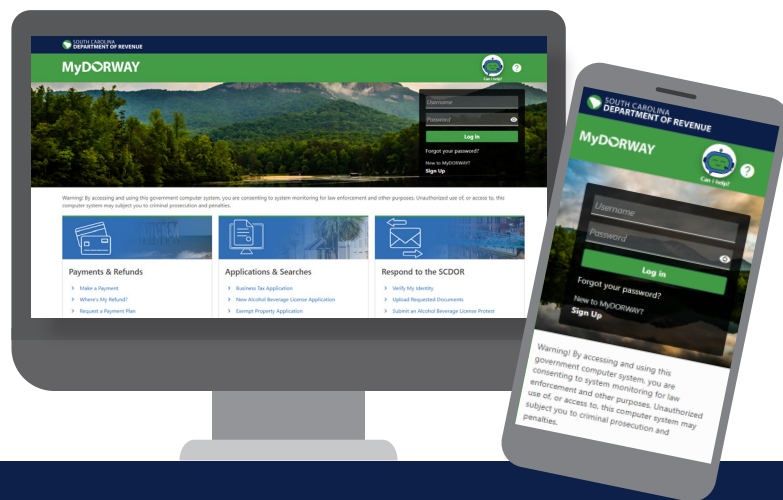 SOUTH CAROLINA
DEPARTMENT OF REVENUE
MyDORWAY
Can I help?
?
Username
Password
Log in
Forgot your password?
New to MyDORWAY?
Sign Up
Warning! By accessing and using this government computer system, you are consenting to system monitoring for law enforcement and other purposes. Unauthorized use of, or access to, this
computer system may subject you to criminal prosecution and penalties.
Payments & Refunds
> Make a Payment
> Where's My Refund?
> Request a Payment Plan
Applications & Searches
> Business Tax Application
> New Alcohol Beverage License Application
> Exempt Property Application
Respond to the SCDOR
> Verify My Identity
> Upload Requested Documents
> Submit an Alcohol Beverage License Protest
SOUTH CAROLINA
DEPARTMENT OF REVENUE
MyDORWAY
Can I help?
?
Username
Password
Log in
Forgot your password?
New to MyDORWAY?
Sign Up
Warning! By accessing and using this
government computer system, you are
consenting to system monitoring for law
enforcement and other purposes. Unauthorized
use of, or access to, this computer system may
subject you to criminal prosecution and
penalties.